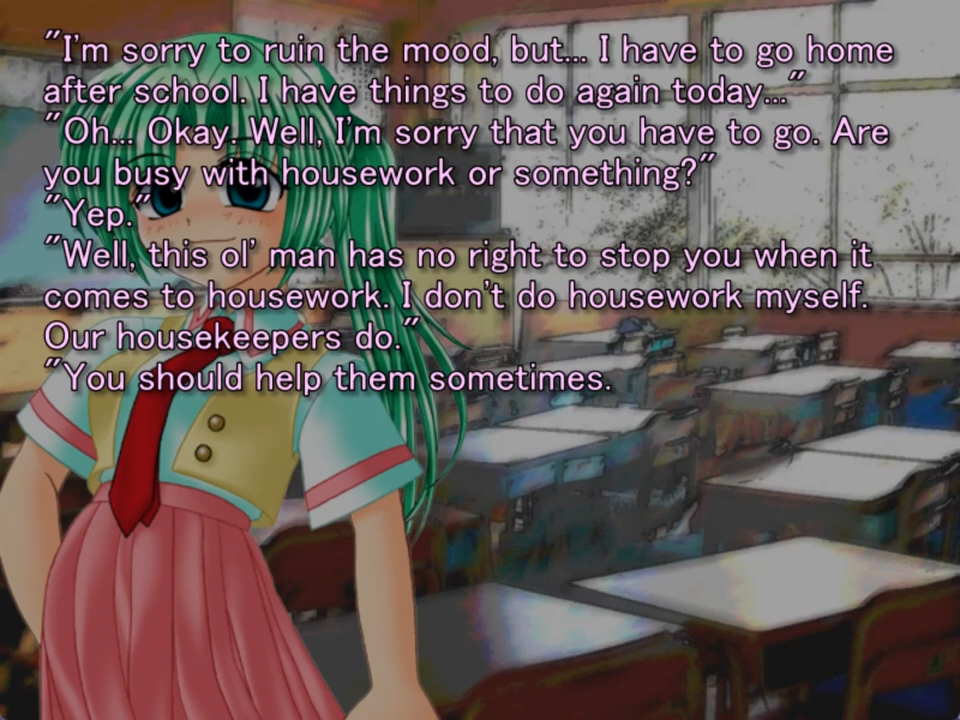 "I'm sorry to ruin the mood, but... I have to go home
after school. I have things to do again today..."
"Oh... Okay. Well, I'm sorry that you have to go. Are
you busy with housework or something?"
"Yep."
"Well, this ol' man has no right to stop you when it
comes to housework. I don't do housework myself.
Our housekeepers do."
"You should help them sometimes.